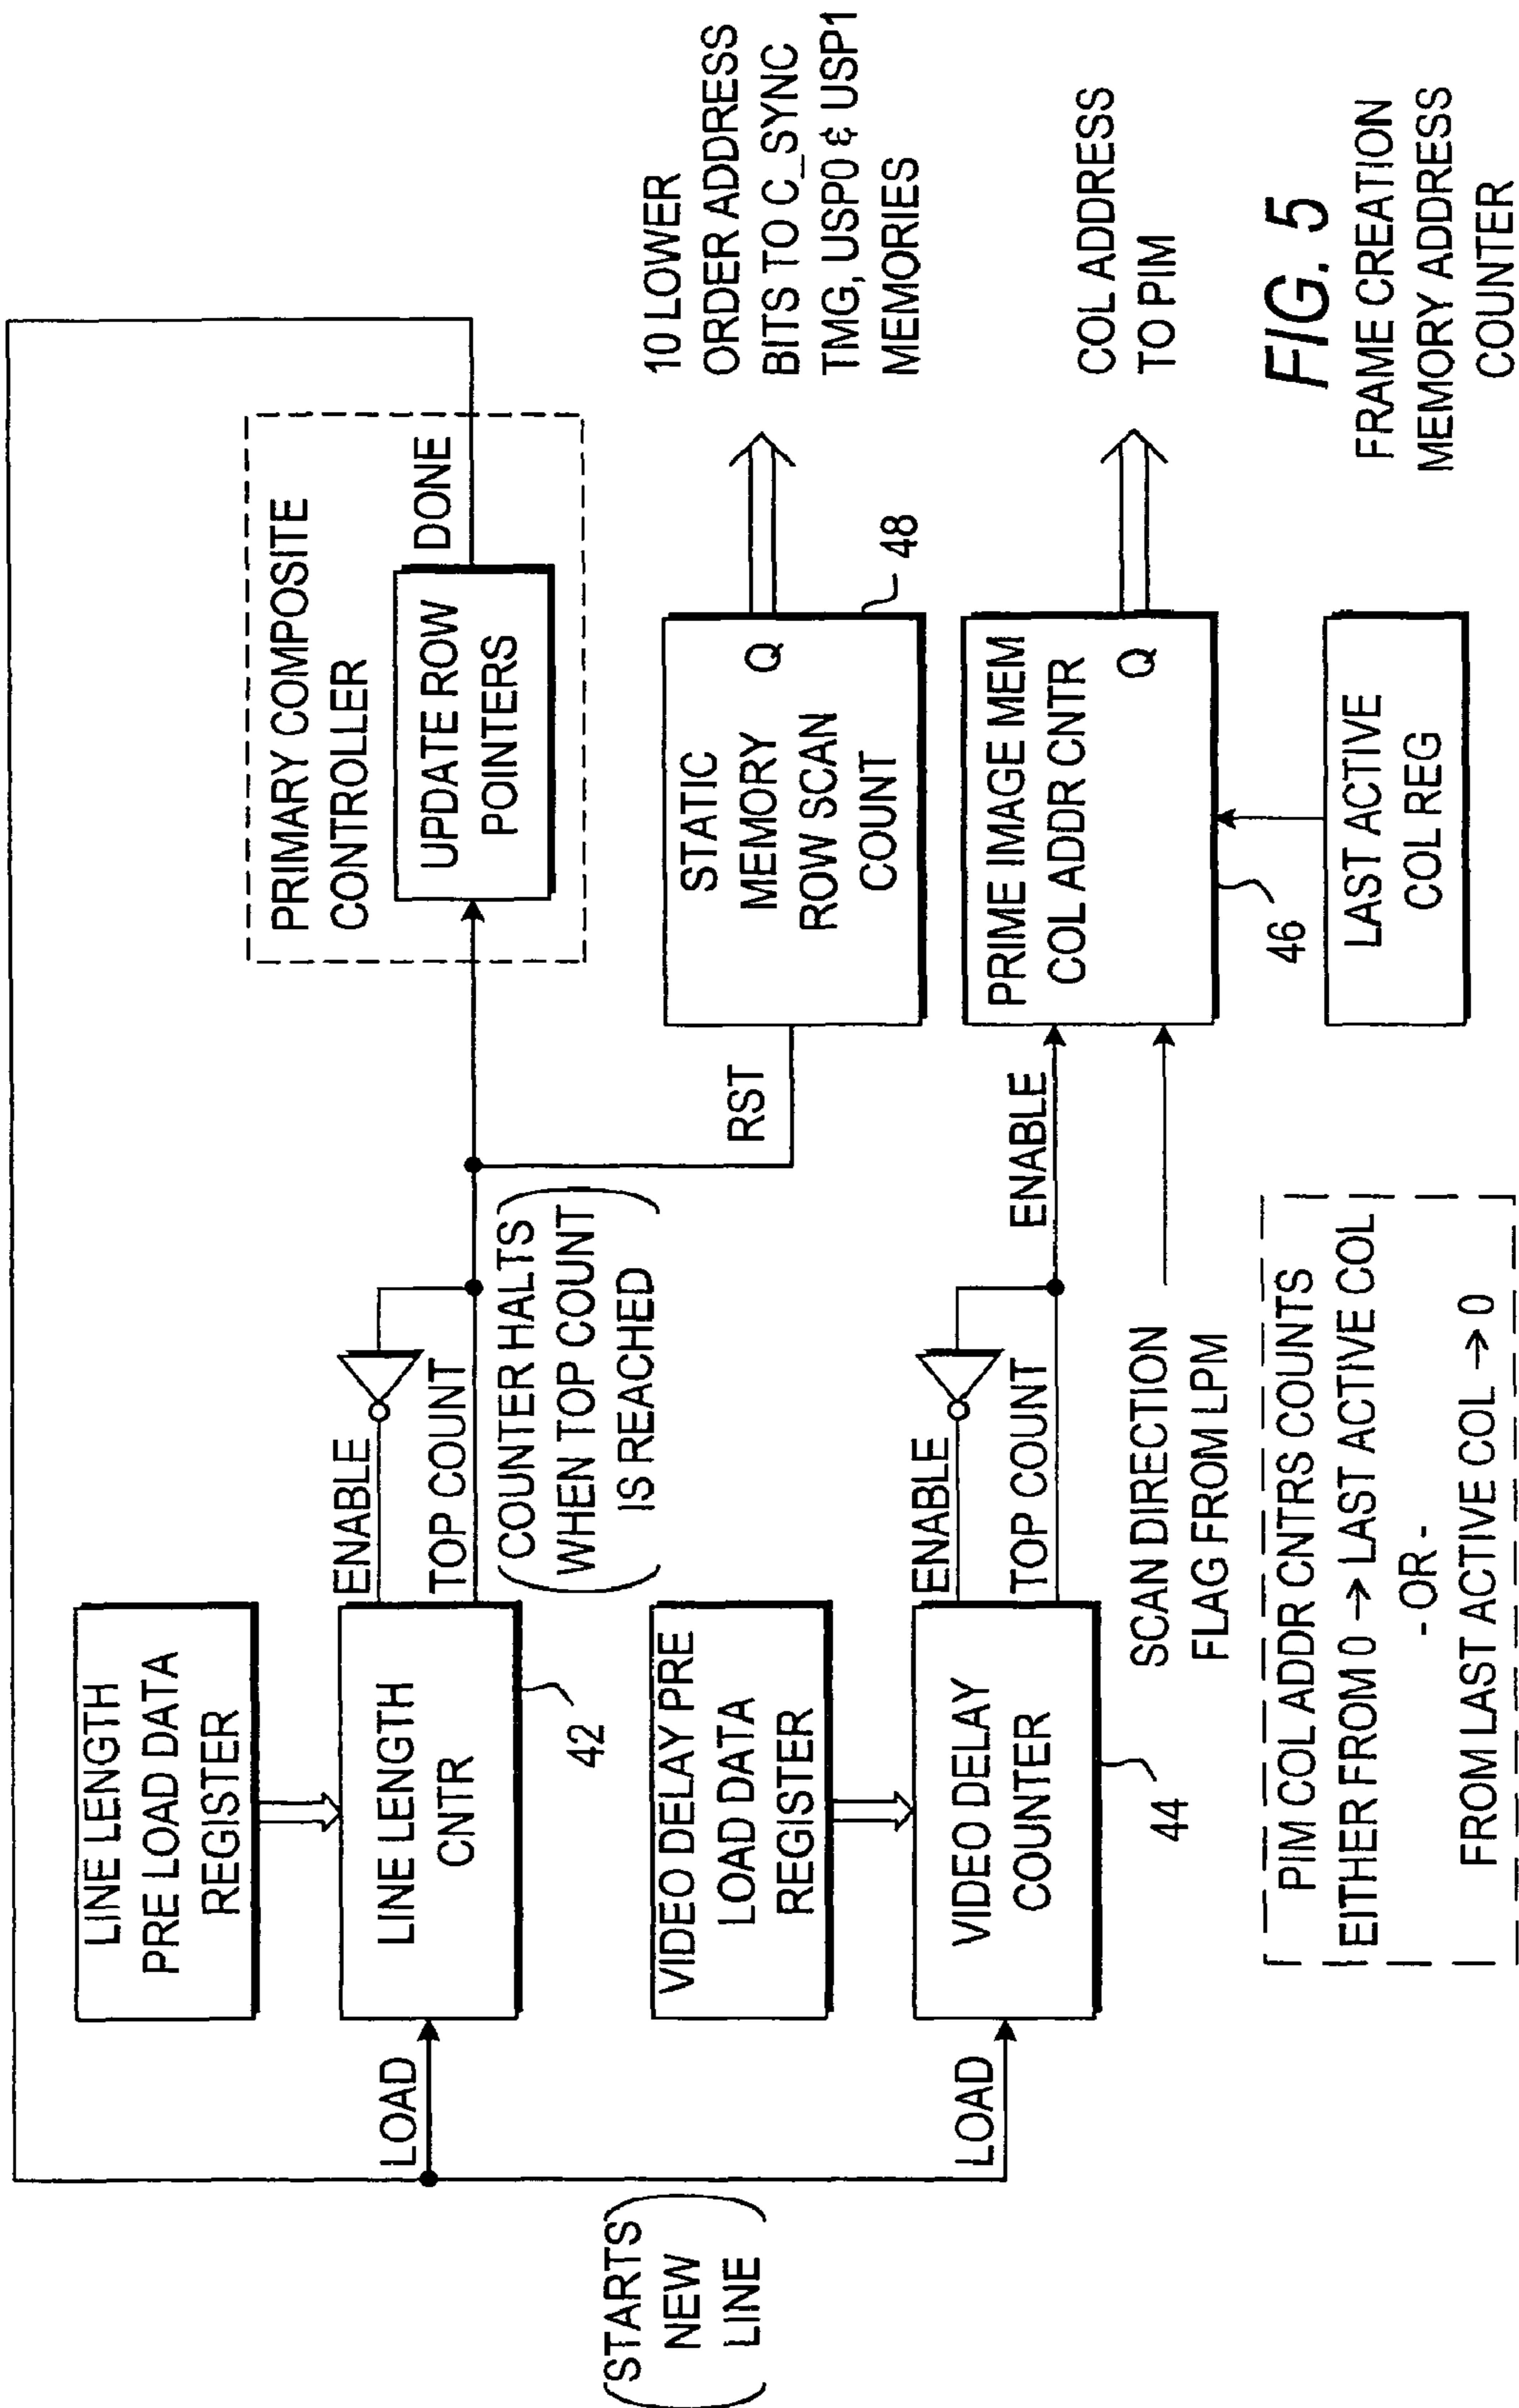 LINE LENGTH
PRE LOAD DATA
REGISTER
LOAD
LINE LENGTH
CNTR
42
ENABLE
TOP COUNT
(COUNTER HALTS
WHEN TOP COUNT
IS REACHED)
PRIMARY COMPOSITE
CONTROLLER
UPDATE ROW
POINTERS
DONE
(STARTS
NEW
LINE)
RST
STATIC
MEMORY
ROW SCAN
COUNT
Q
48
10 LOWER
ORDER ADDRESS
BITS TO C_SYNC
TMG, USP0 & USP1
MEMORIES
VIDEO DELAY PRE
LOAD DATA
REGISTER
LOAD
VIDEO DELAY
COUNTER
44
ENABLE
TOP COUNT
ENABLE
SCAN DIRECTION
FLAG FROM LPM
PRIME IMAGE MEM
COL ADDR CNTR
Q
46
COL ADDRESS
TO PIM
LAST ACTIVE
COL REG
PIM COL ADDR CNTRS COUNTS
EITHER FROM 0 → LAST ACTIVE COL
- OR -
FROM LAST ACTIVE COL → 0
FIG. 5
FRAME CREATION
MEMORY ADDRESS
COUNTER